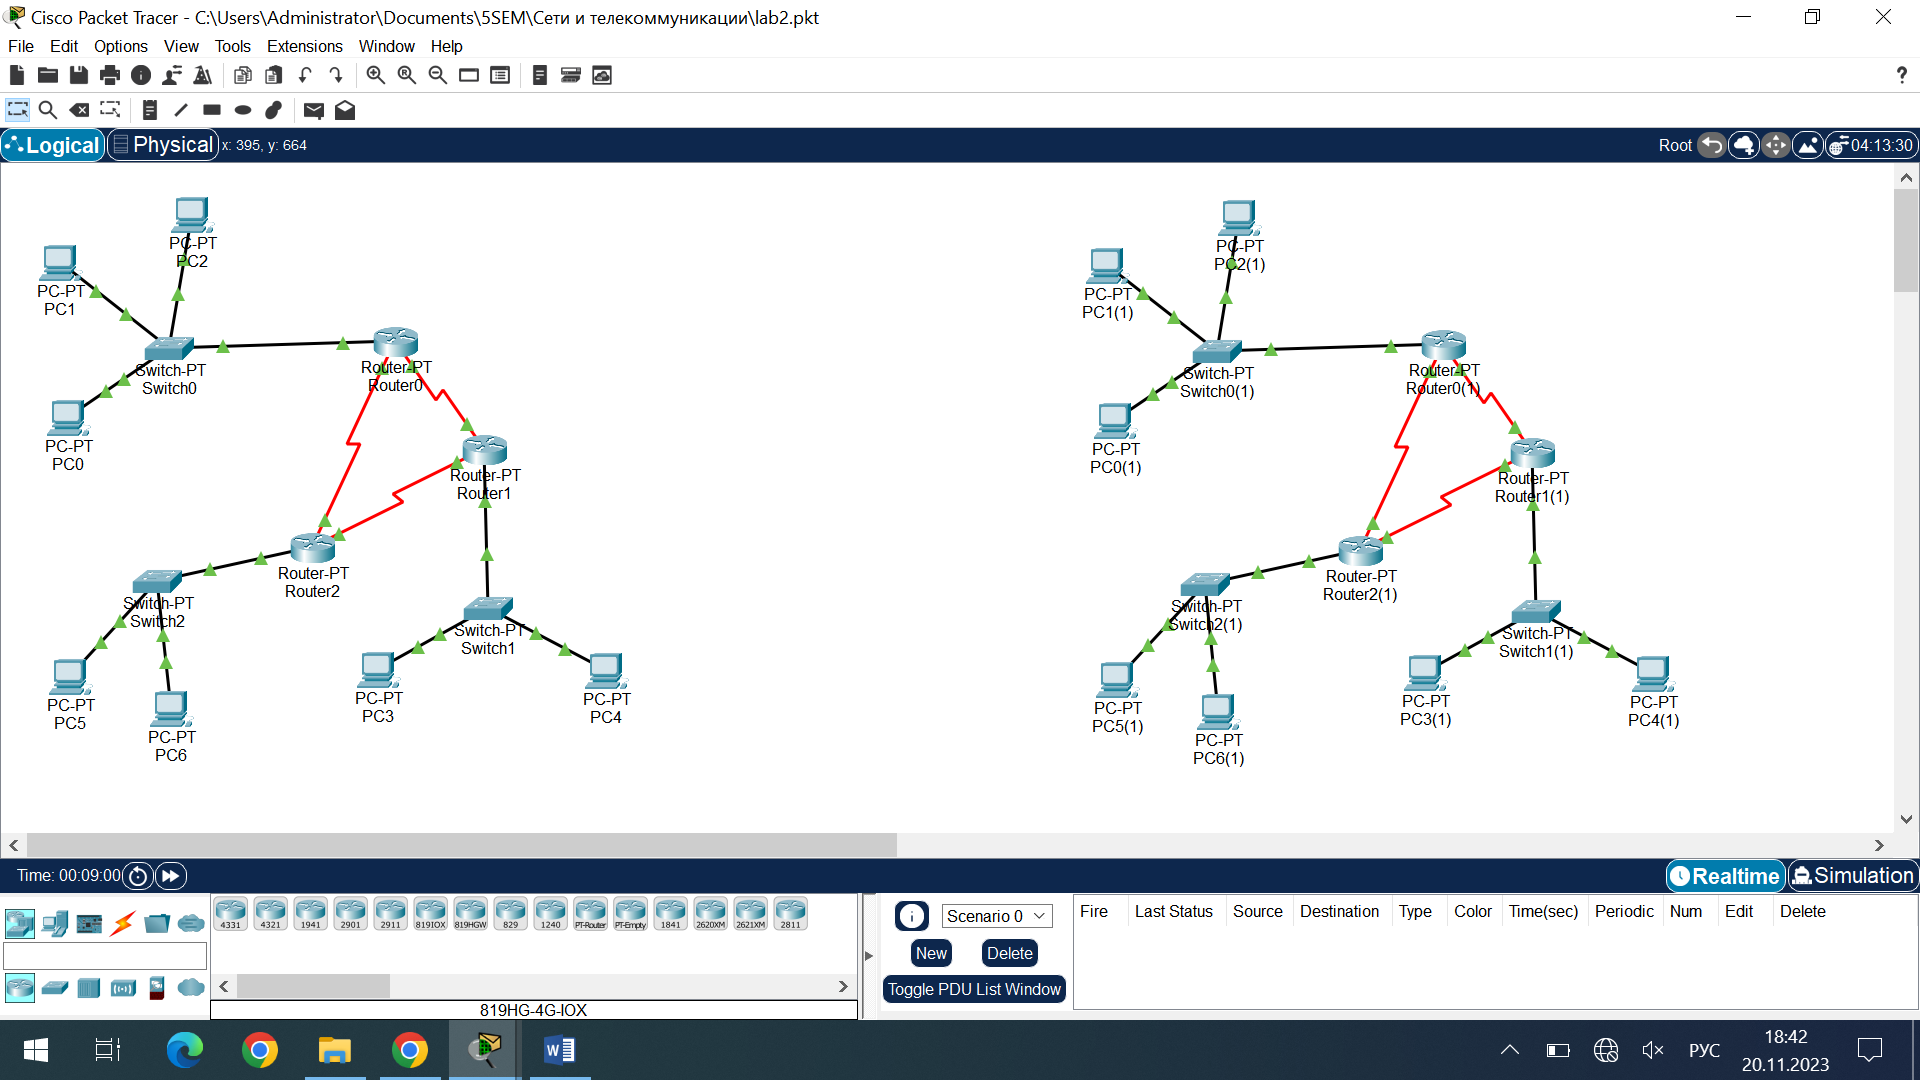 Cisco Packet Tracer - C:\Users\Administrator\Documents\5SEM\Сети и телекоммуникации\lab2.pkt
File Edit Options View Tools Extensions Window Help
?
Logical Physical x: 395, y: 664 Root 04:13:30
PC-PT
PC2
PC-PT
PC1
Switch-PT
Switch0
PC-PT
PC0
Router-PT
Router0
Router-PT
Router1
Router-PT
Router2
Switch-PT
Switch2
Switch-PT
Switch1
PC-PT
PC5
PC-PT
PC6
PC-PT
PC3
PC-PT
PC4
PC-PT
PC2(1)
PC-PT
PC1(1)
Switch-PT
Switch0(1)
PC-PT
PC0(1)
Router-PT
Router0(1)
Router-PT
Router1(1)
Router-PT
Router2(1)
Switch-PT
Switch2(1)
Switch-PT
Switch1(1)
PC-PT
PC5(1)
PC-PT
PC6(1)
PC-PT
PC3(1)
PC-PT
PC4(1)
Time: 00:09:00 Realtime Simulation
4331 4321 1941 2901 2911 819IOX 819HGW 829 1240 PT-Router PT-Empty 1841 2620XM 2621XM 2811
819HG-4G-IOX
Scenario 0
New Delete
Toggle PDU List Window
Fire Last Status Source Destination Type Color Time(sec) Periodic Num Edit Delete
РУС
18:42
20.11.2023